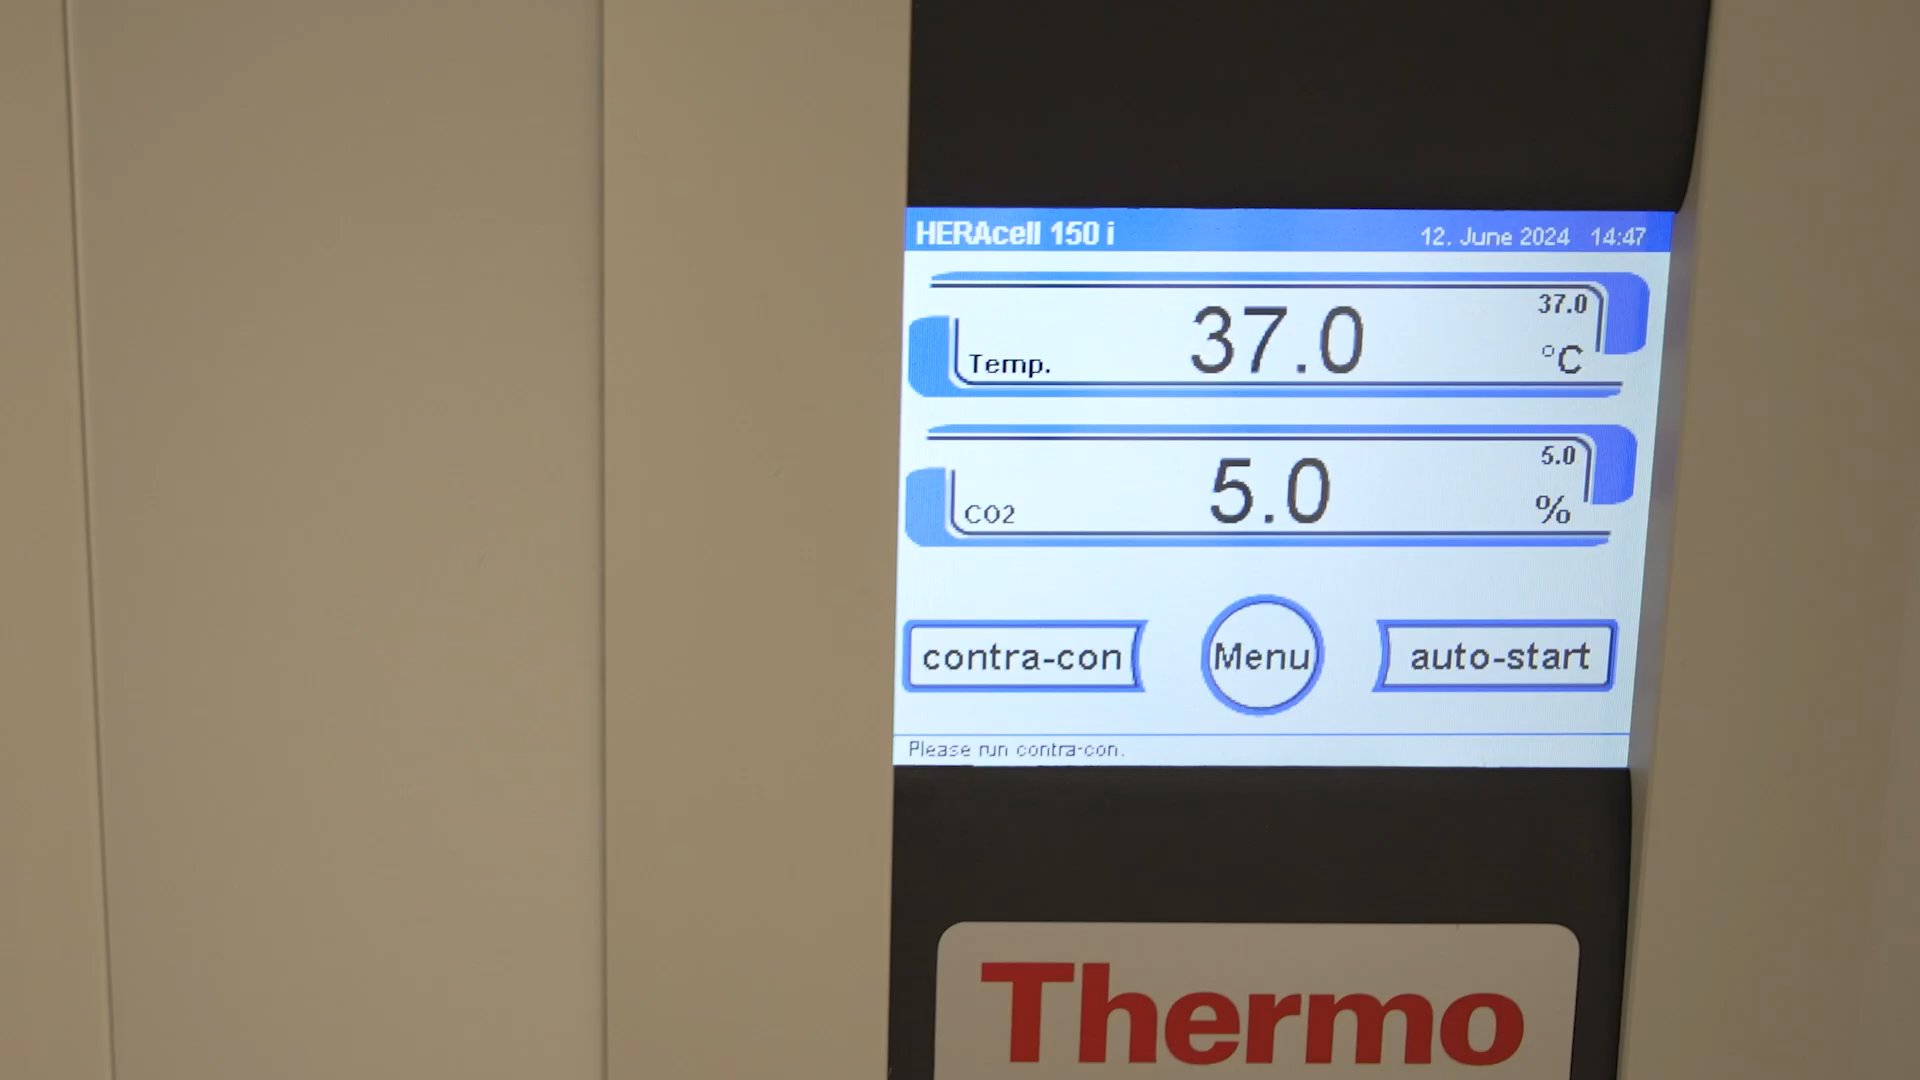 HERAcell 150 i 12. June 2024 14:47
37.0
Temp. 37.0 °C
5.0
CO2 5.0 %
contra-con Menu auto-start
Please run contra-con.
Thermo